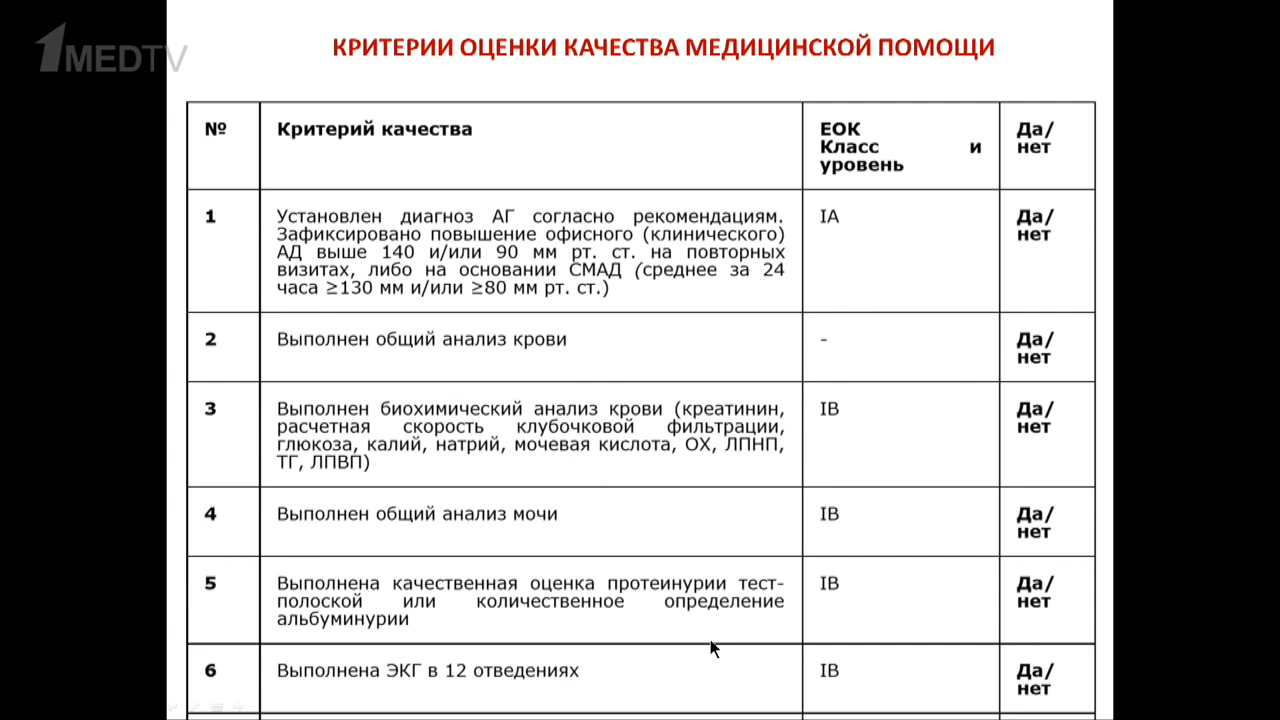 1MEDTV
КРИТЕРИИ ОЦЕНКИ КАЧЕСТВА МЕДИЦИНСКОЙ ПОМОЩИ
№ Критерий качества ЕОК Класс и уровень Да/нет
1 Установлен диагноз АГ согласно рекомендациям.
Зафиксировано повышение офисного (клинического)
АД выше 140 и/или 90 мм рт. ст. на повторных
визитах, либо на основании СМАД (среднее за 24
часа ≥130 мм и/или ≥80 мм рт. ст.)
IA
Да/
нет
2 Выполнен общий анализ крови
-
Да/
нет
3 Выполнен биохимический анализ крови (креатинин,
расчетная скорость клубочковой фильтрации,
глюкоза, калий, натрий, мочевая кислота, ОХ, ЛПНП,
ТГ, ЛПВП)
IB
Да/
нет
4 Выполнен общий анализ мочи
IB
Да/
нет
5 Выполнена качественная оценка протеинурии тест-
полоской или количественное определение
альбуминурии
IB
Да/
нет
6 Выполнена ЭКГ в 12 отведениях
IB
Да/
нет